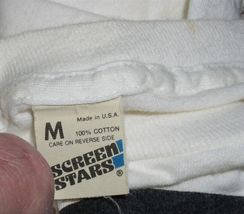 M Made in U.S.A.
100% COTTON
CARE ON REVERSE SIDE
SCREEN
STARS®